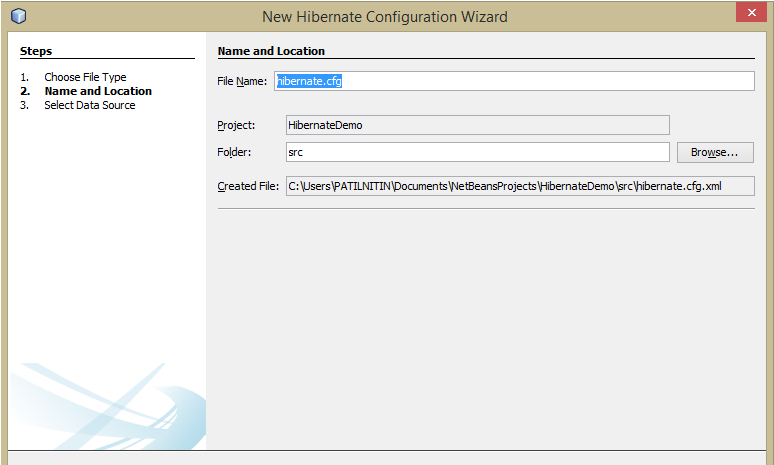 New Hibernate Configuration Wizard
Steps
1. Choose File Type
2. Name and Location
3. Select Data Source
Name and Location
File Name: hibernate.cfg
Project: HibernateDemo
Folder: src Browse...
Created File: C:\Users\PATILNITIN\Documents\NetBeansProjects\HibernateDemo\src\hibernate.cfg.xml